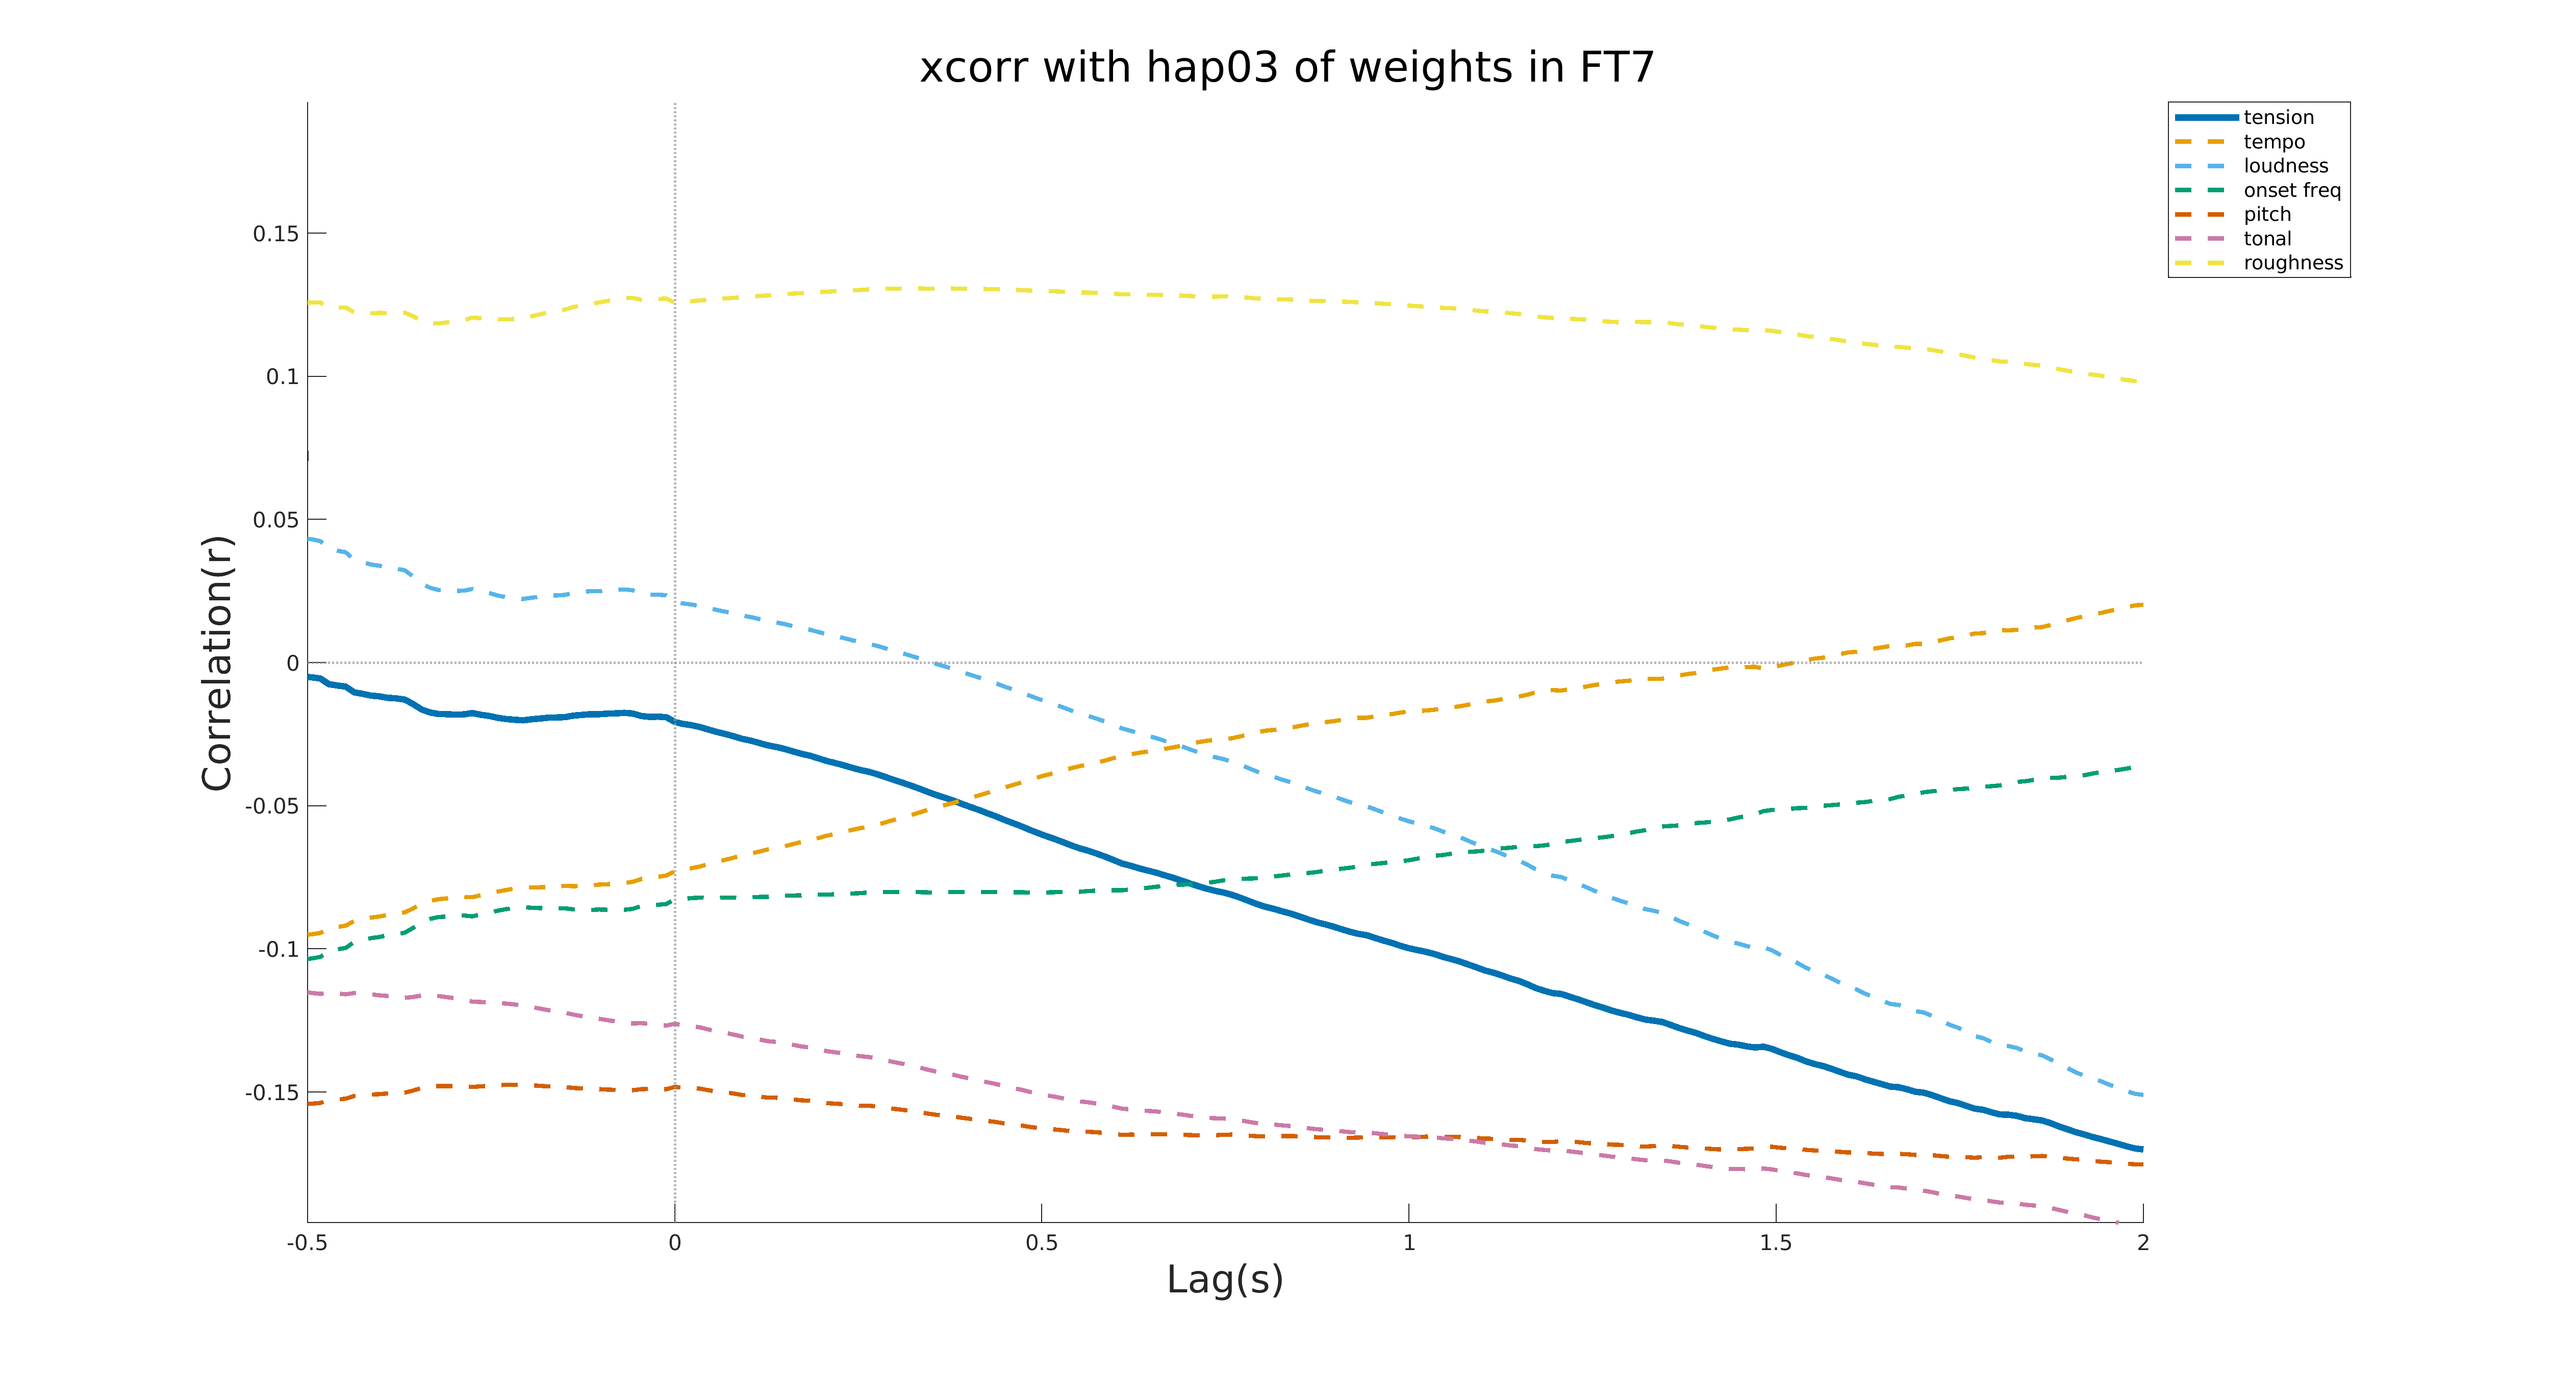 xcorr with hap03 of weights in FT7
tension
tempo
loudness
onset freq
pitch
tonal
roughness
Correlation(r)
0.15
0.1
0.05
0
-0.05
-0.1
-0.15
-0.5 0 0.5 1 1.5 2
Lag(s)